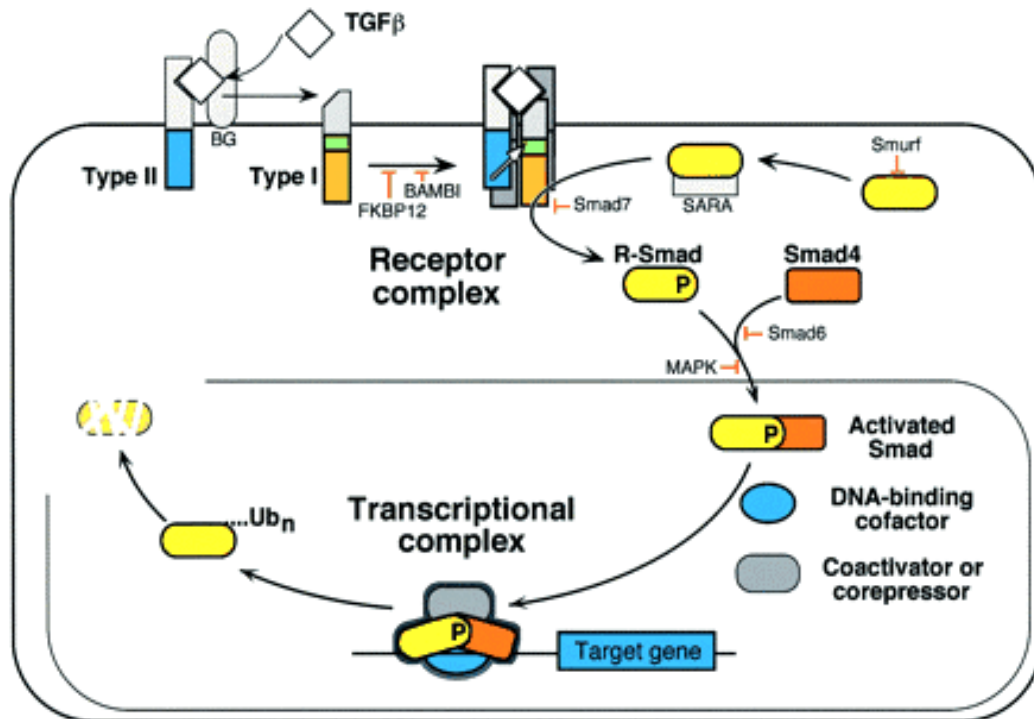 TGFβ
BG
Type II
Type I
BAMBI
FKBP12
Smad7
SARA
Smurf
Receptor
complex
R-Smad
P
Smad4
Smad6
MAPK
P
Activated
Smad
DNA-binding
cofactor
Coactivator or
corepressor
....Ubn
Transcriptional
complex
P
Target gene